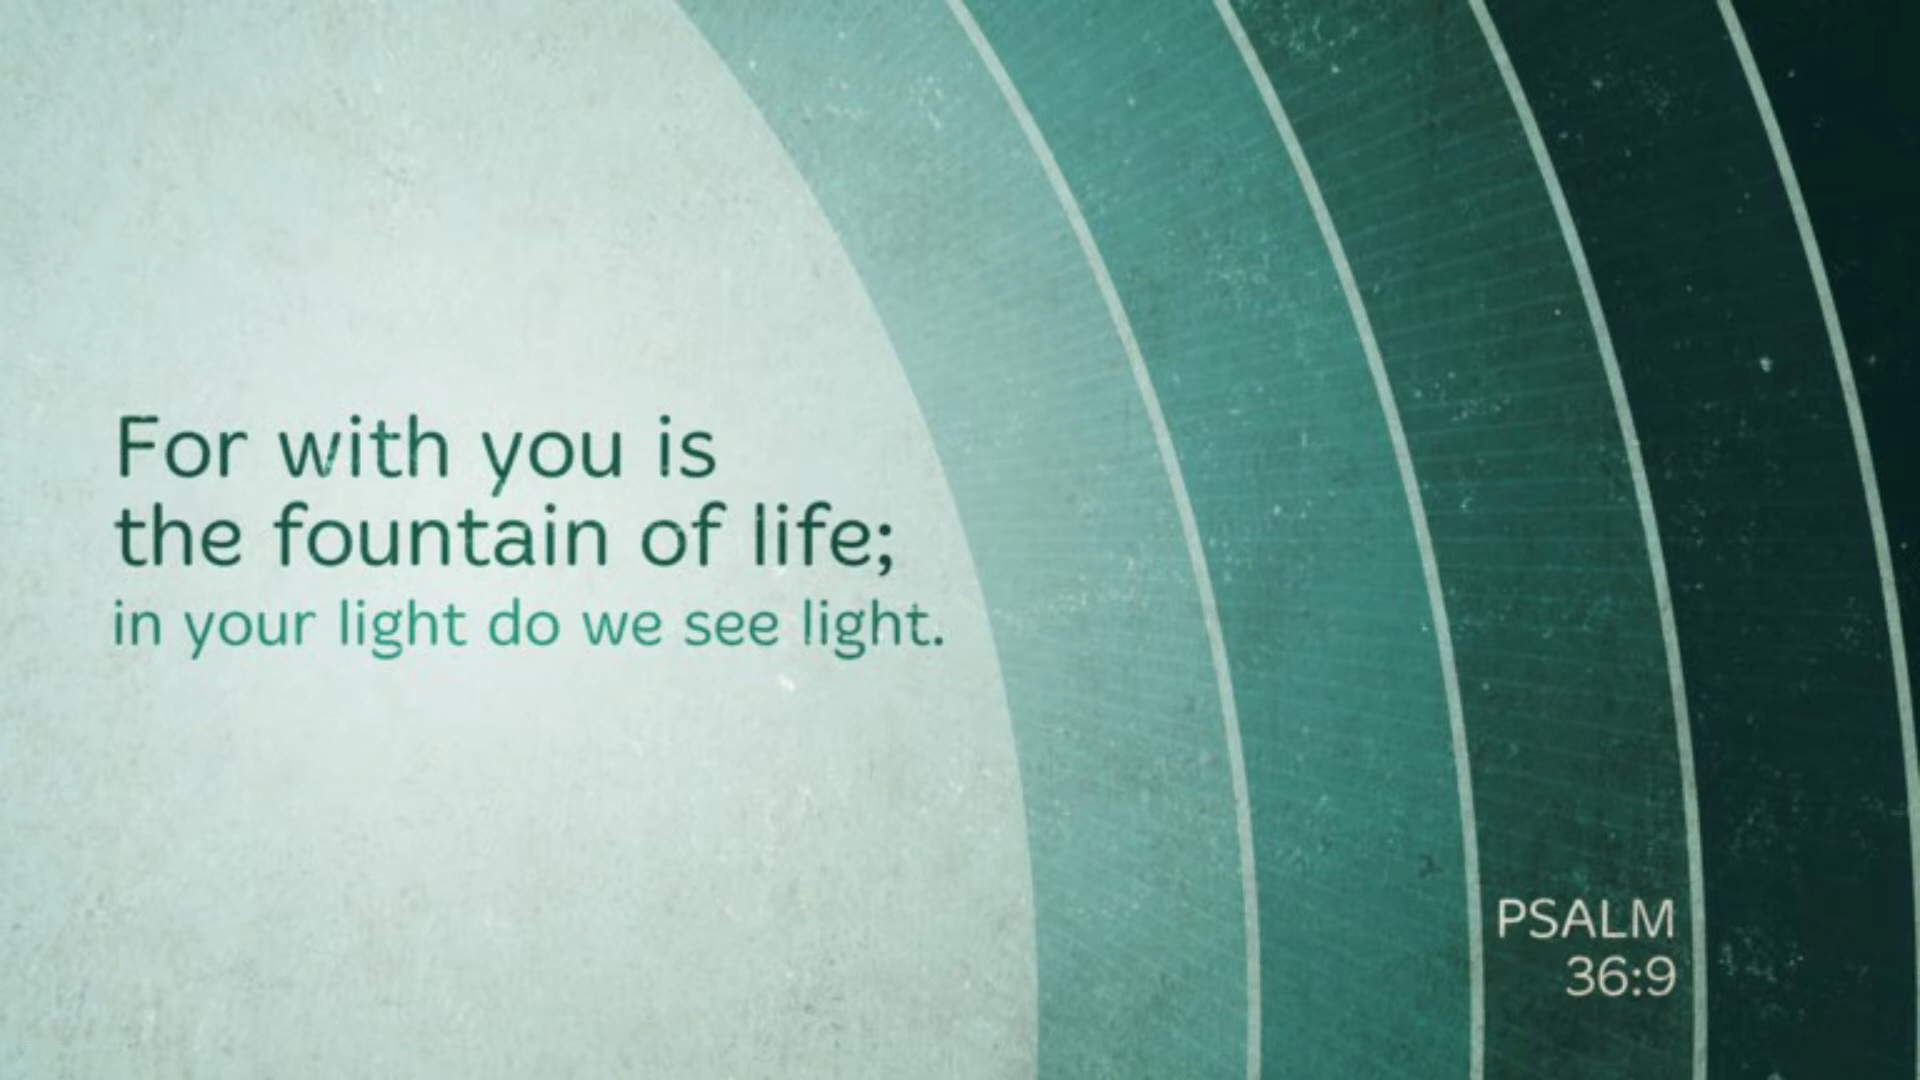 For with you is
the fountain of life;
in your light do we see light.
PSALM
36:9